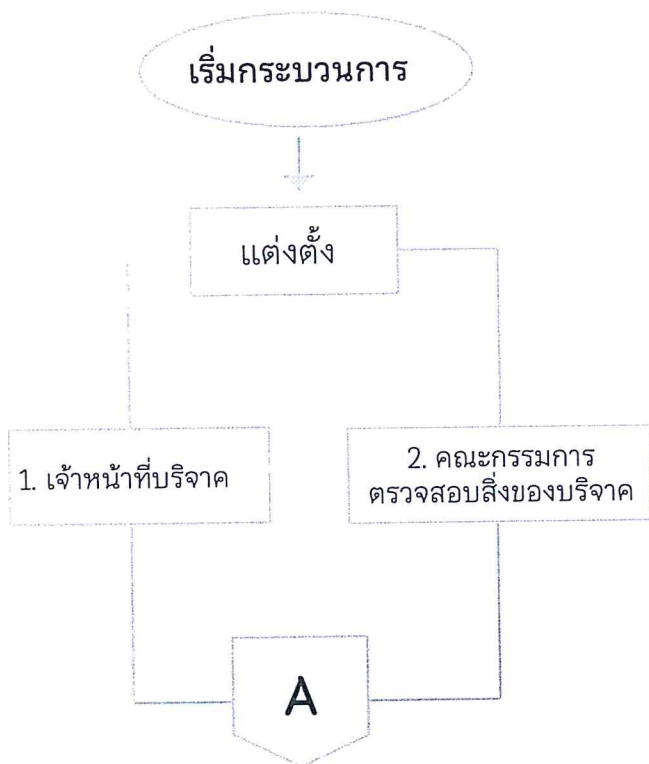 เริ่มกระบวนการ
แต่งตั้ง
1. เจ้าหน้าที่บริจาค
2. คณะกรรมการ
ตรวจสอบสิ่งของบริจาค
A